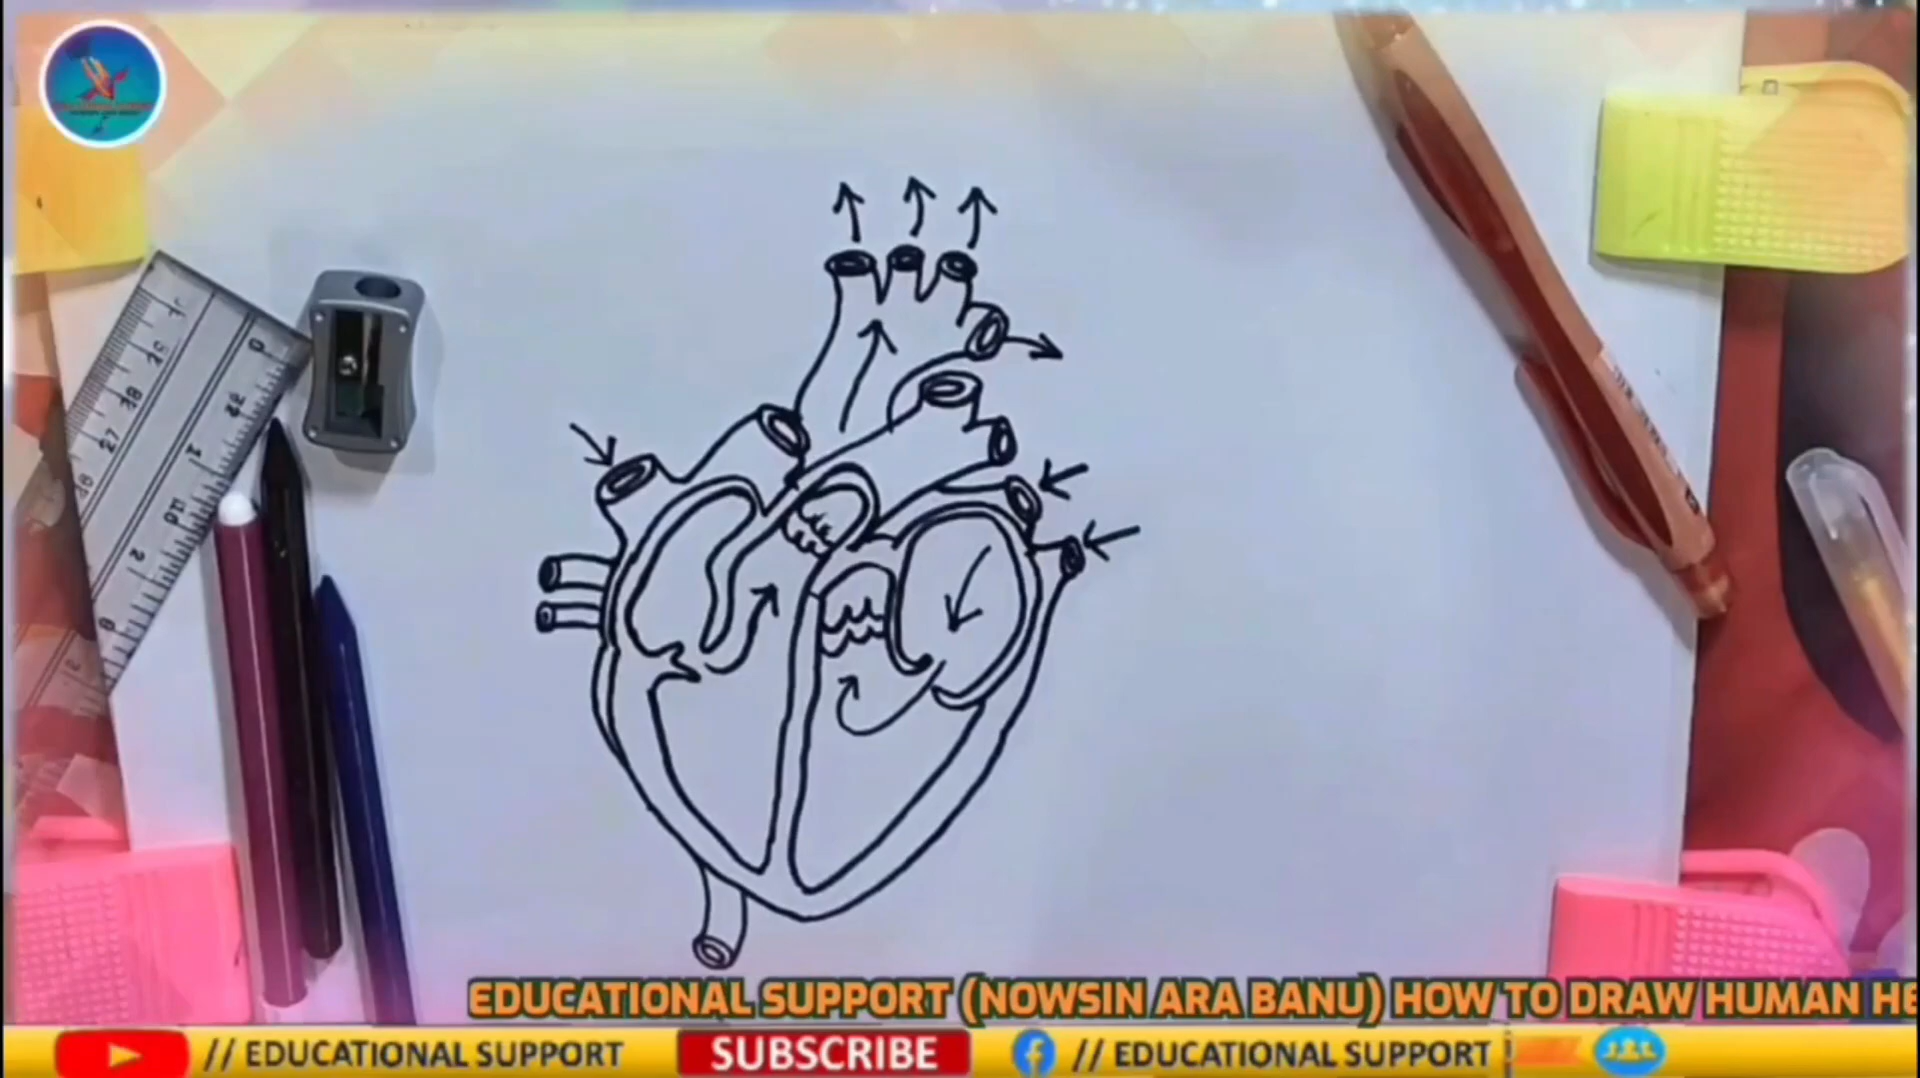 EDUCATIONAL SUPPORT (NOWSIN ARA BANU) HOW TO DRAW HUMAN HE
// EDUCATIONAL SUPPORT
SUBSCRIBE
// EDUCATIONAL SUPPORT